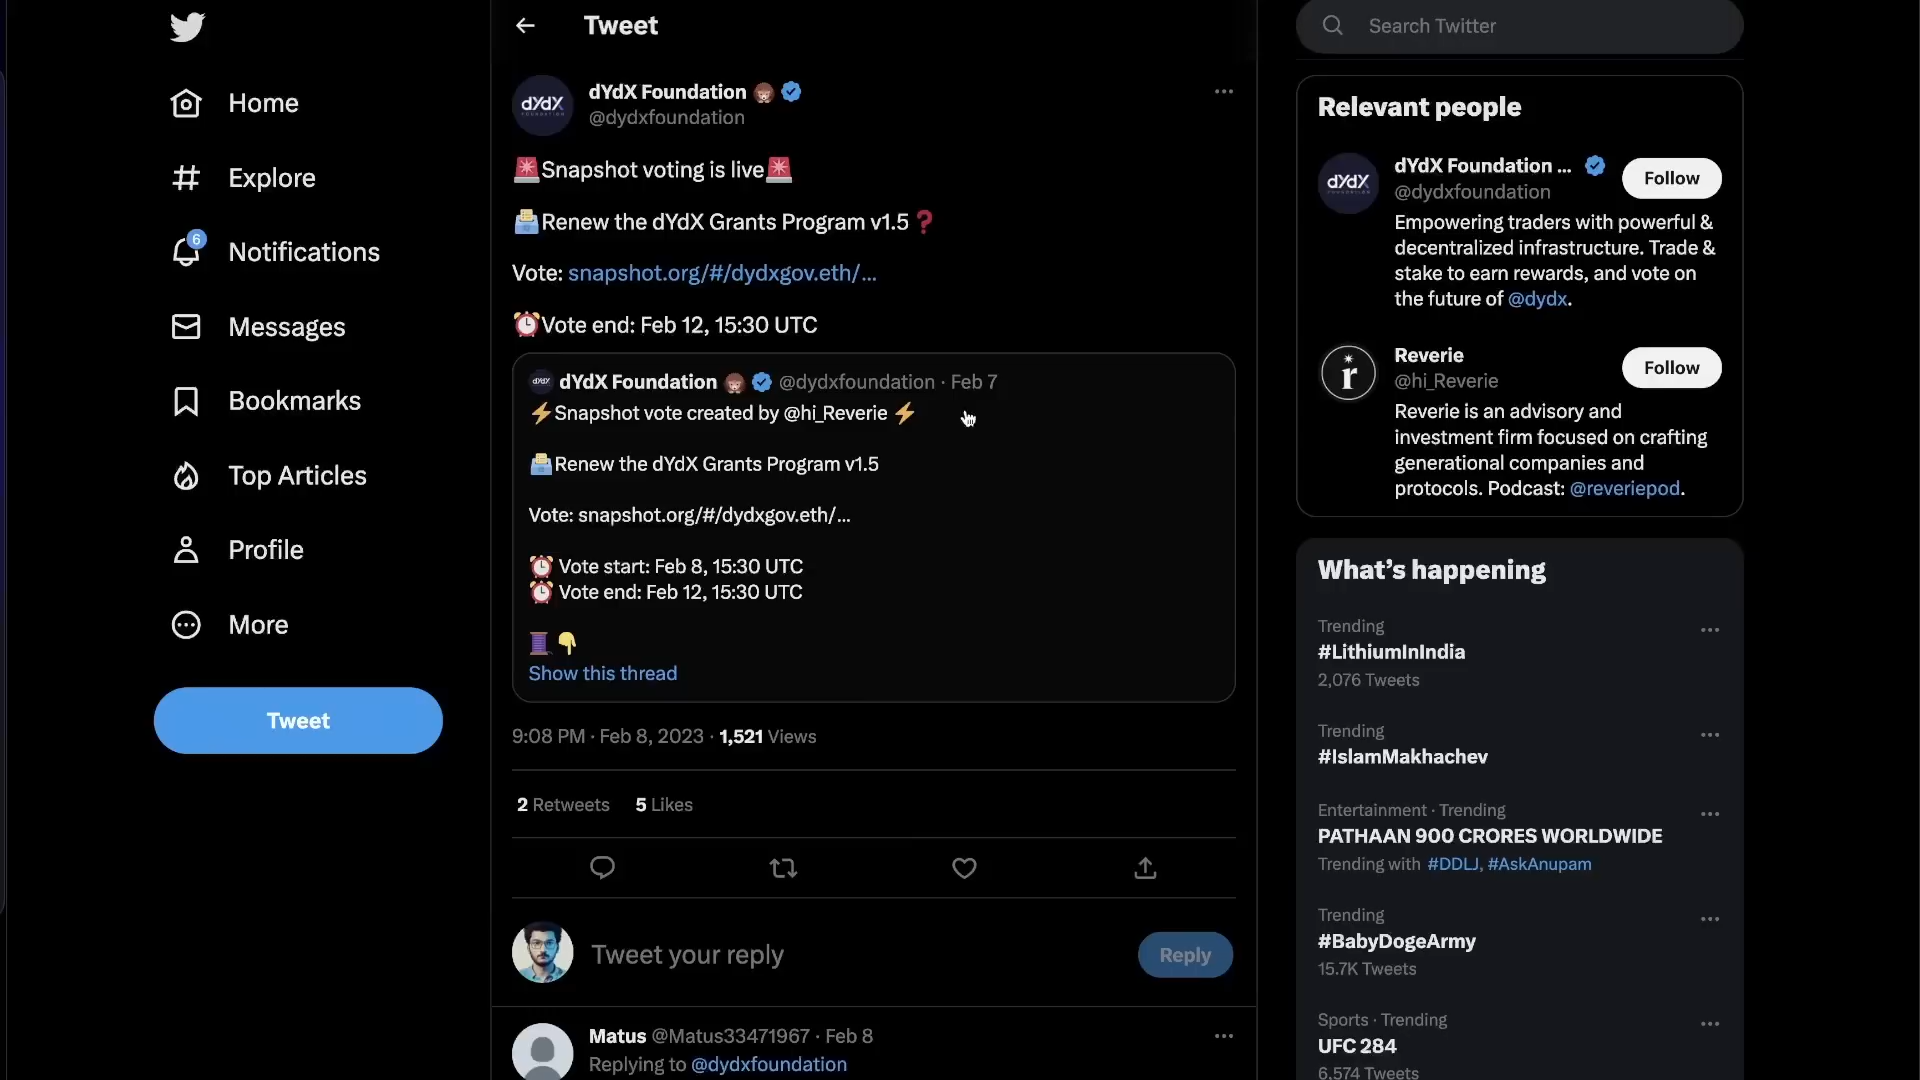 Home
Explore
6
Notifications
Messages
Bookmarks
Top Articles
Profile
More
Tweet
Tweet
dYdX
FOUNDATION
dYdX Foundation
@dydxfoundation
Snapshot voting is live
Renew the dYdX Grants Program v1.5❓
Vote: snapshot.org/#/dydxgov.eth/...
Vote end: Feb 12, 15:30 UTC
dYdX
dYdX Foundation @dydxfoundation · Feb 7
⚡Snapshot vote created by @hi_Reverie ⚡
Renew the dYdX Grants Program v1.5
Vote: snapshot.org/#/dydxgov.eth/...
Vote start: Feb 8, 15:30 UTC
Vote end: Feb 12, 15:30 UTC
Show this thread
9:08 PM · Feb 8, 2023 · 1,521 Views
2 Retweets 5 Likes
Tweet your reply
Reply
Matus @Matus33471967 · Feb 8
Replying to @dydxfoundation
Search Twitter
Relevant people
dYdX
dYdX Foundation ...
@dydxfoundation
Follow
Empowering traders with powerful &
decentralized infrastructure. Trade &
stake to earn rewards, and vote on
the future of @dydx.
r
Reverie
@hi_Reverie
Follow
Reverie is an advisory and
investment firm focused on crafting
generational companies and
protocols. Podcast: @reveriepod.
What's happening
Trending
#LithiumInIndia
2,076 Tweets
Trending
#IslamMakhachev
Entertainment · Trending
PATHAAN 900 CRORES WORLDWIDE
Trending with #DDLJ, #AskAnupam
Trending
#BabyDogeArmy
15.7K Tweets
Sports · Trending
UFC 284
6,574 Tweets